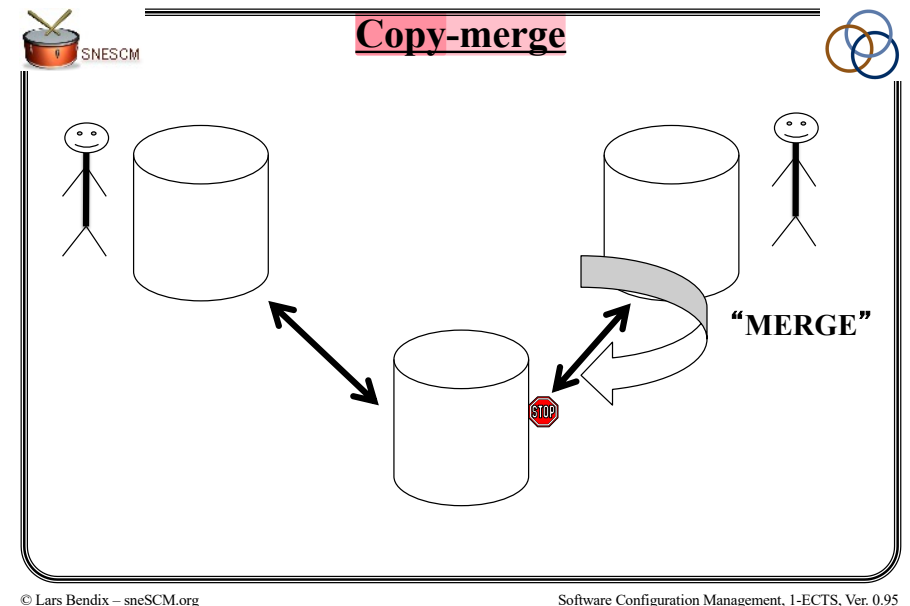 Copy-merge
SNESCM
“MERGE”
STOP
© Lars Bendix – sneSCM.org
Software Configuration Management, 1-ECTS, Ver. 0.95